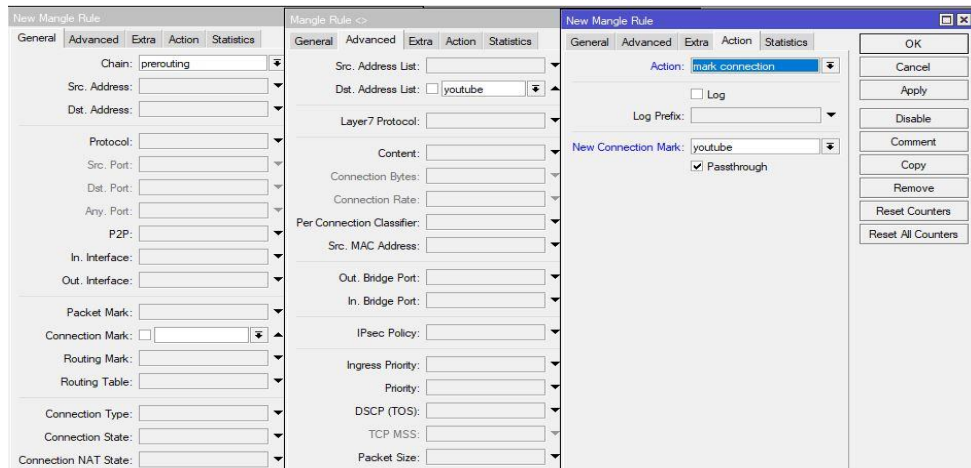 New Mangle Rule
General Advanced Extra Action Statistics
Chain: prerouting
Src. Address:
Dst. Address:
Protocol:
Src. Port:
Dst. Port:
Any. Port:
P2P:
In. Interface:
Out. Interface:
Packet Mark:
Connection Mark:
Routing Mark:
Routing Table:
Connection Type:
Connection State:
Connection NAT State:
Mangle Rule <>
General Advanced Extra Action Statistics
Src. Address List:
Dst. Address List: youtube
Layer7 Protocol:
Content:
Connection Bytes:
Connection Rate:
Per Connection Classifier:
Src. MAC Address:
Out. Bridge Port:
In. Bridge Port:
IPsec Policy:
Ingress Priority:
Priority:
DSCP (TOS):
TCP MSS:
Packet Size:
New Mangle Rule
General Advanced Extra Action Statistics
Action: mark connection
Log
Log Prefix:
New Connection Mark: youtube
Passthrough
OK
Cancel
Apply
Disable
Comment
Copy
Remove
Reset Counters
Reset All Counters